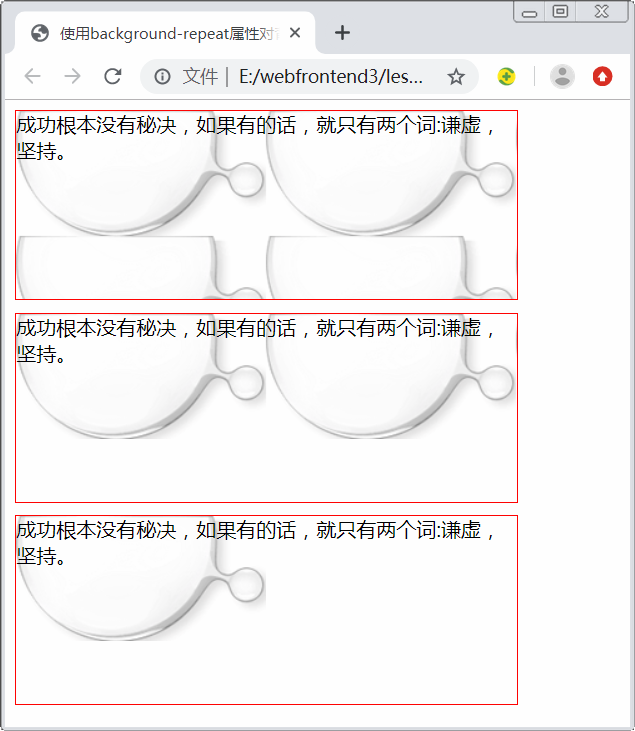 使用background-repeat属性对
文件 | E:/webfrontend3/les...
成功根本没有秘决，如果有的话，就只有两个词:谦虚，
坚持。
成功根本没有秘决，如果有的话，就只有两个词:谦虚，
坚持。
成功根本没有秘决，如果有的话，就只有两个词:谦虚，
坚持。